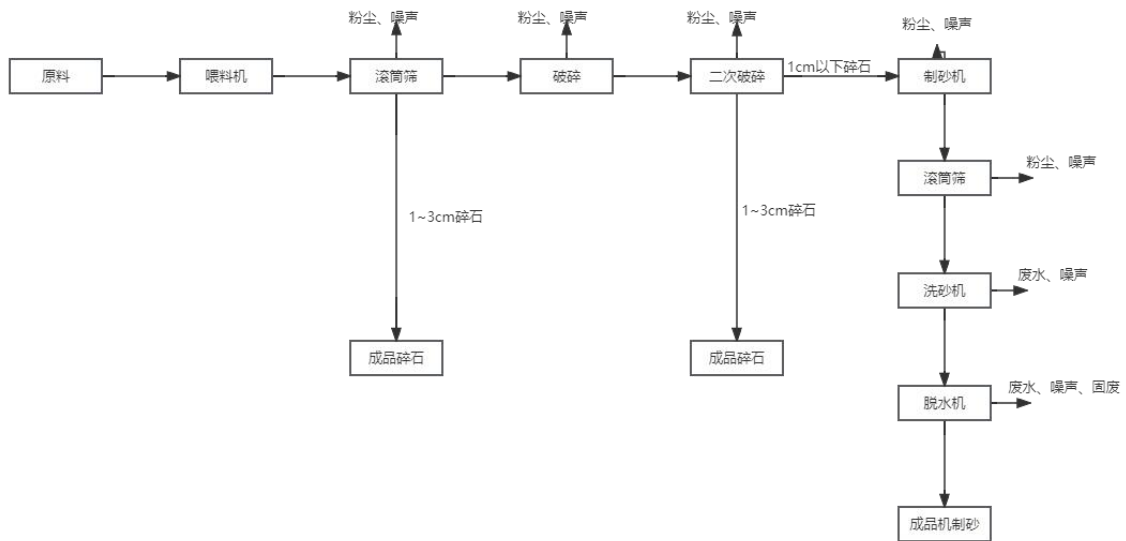 粉尘、噪声
粉尘、噪声
粉尘、噪声
粉尘、噪声
原料
喂料机
滚筒筛
破碎
二次破碎
1cm以下碎石
制砂机
滚筒筛
粉尘、噪声
1~3cm碎石
1~3cm碎石
洗砂机
废水、噪声
成品碎石
成品碎石
脱水机
废水、噪声、固废
成品机制砂